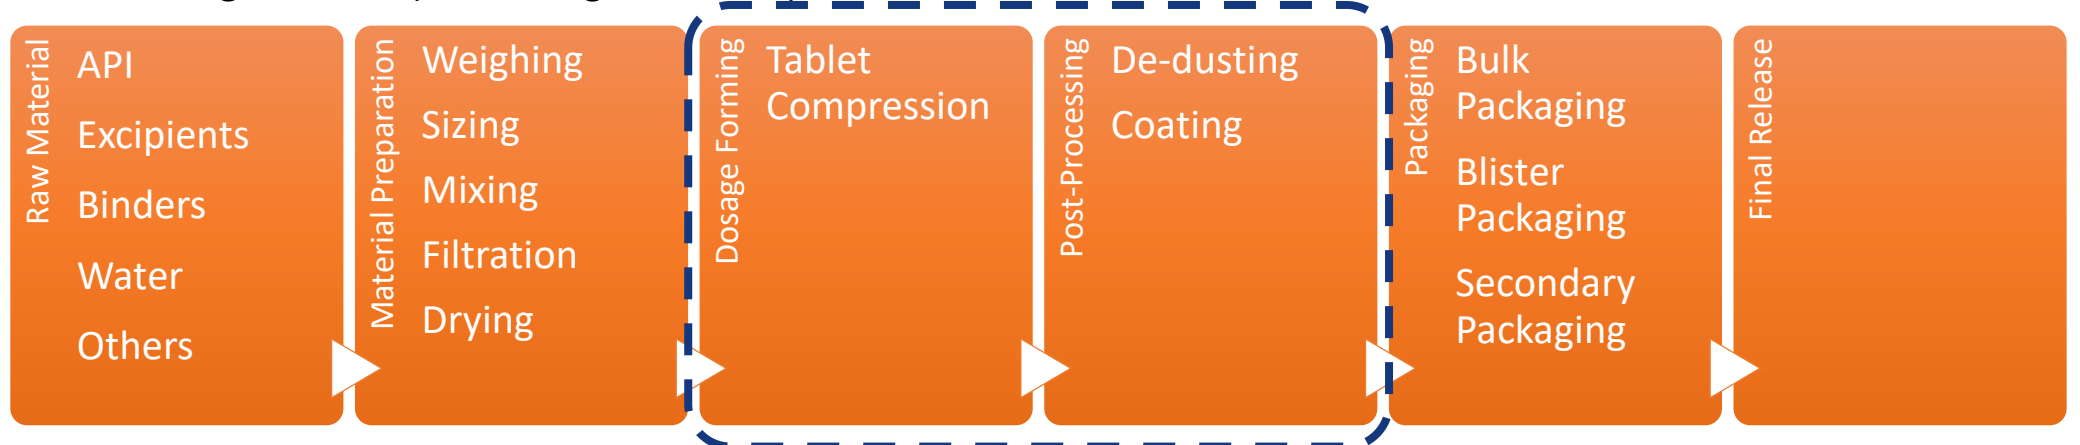 Raw Material
API
Excipients
Binders
Water
Others
Material Preparation
Weighing
Sizing
Mixing
Filtration
Drying
Dosage Forming
Tablet
Compression
Post-Processing
De-dusting
Coating
Packaging
Bulk
Packaging
Blister
Packaging
Secondary
Packaging
Final Release